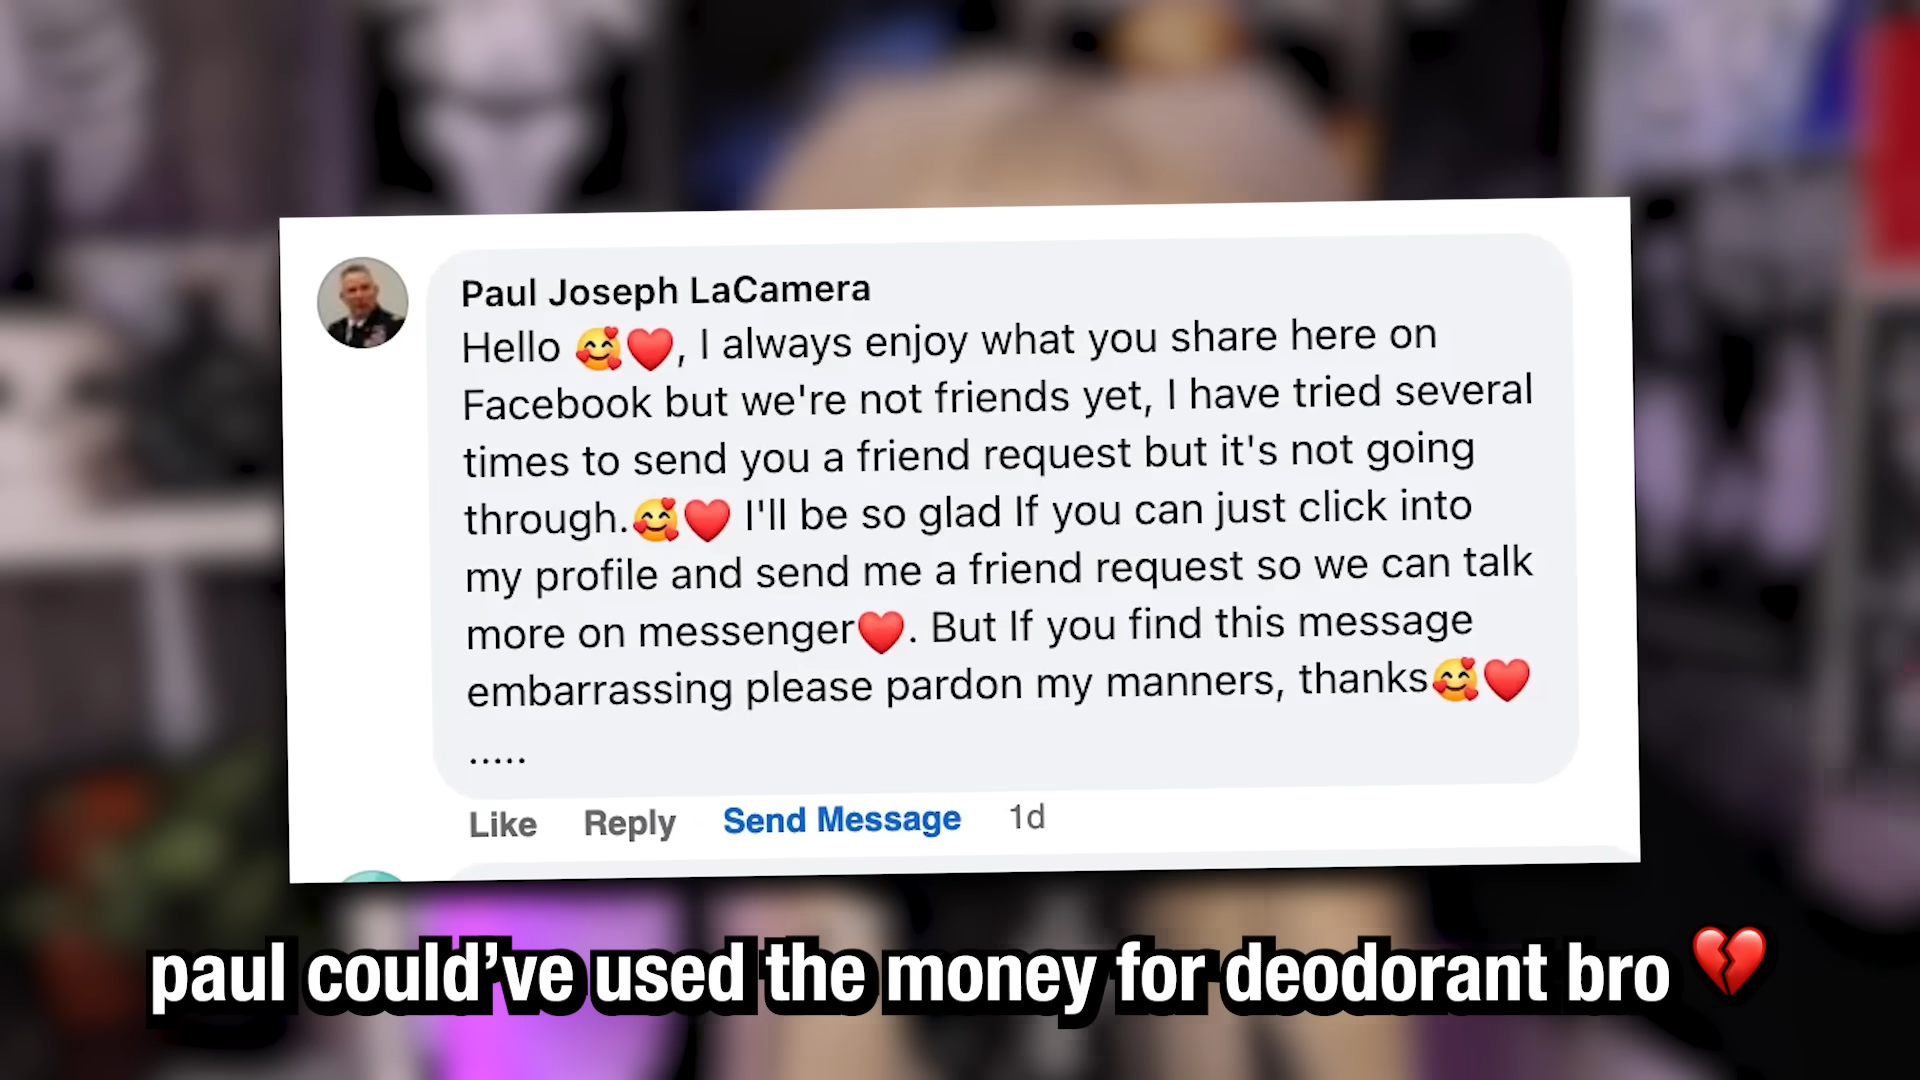 Paul Joseph LaCamera
Hello 🥰❤️, I always enjoy what you share here on
Facebook but we're not friends yet, I have tried several
times to send you a friend request but it's not going
through.🥰❤️ I'll be so glad If you can just click into
my profile and send me a friend request so we can talk
more on messenger❤️. But If you find this message
embarrassing please pardon my manners, thanks🥰❤️
.....
Like Reply Send Message 1d
paul could’ve used the money for deodorant bro 💔